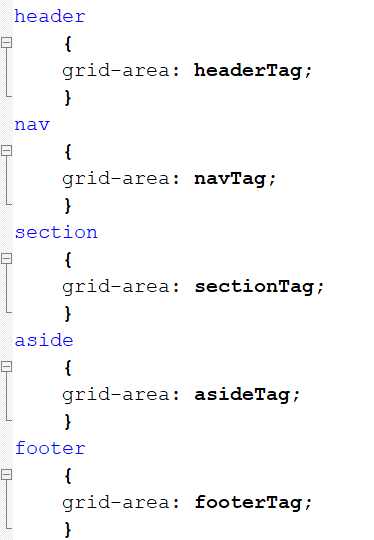 header
{
grid-area: headerTag;
}
nav
{
grid-area: navTag;
}
section
{
grid-area: sectionTag;
}
aside
{
grid-area: asideTag;
}
footer
{
grid-area: footerTag;
}